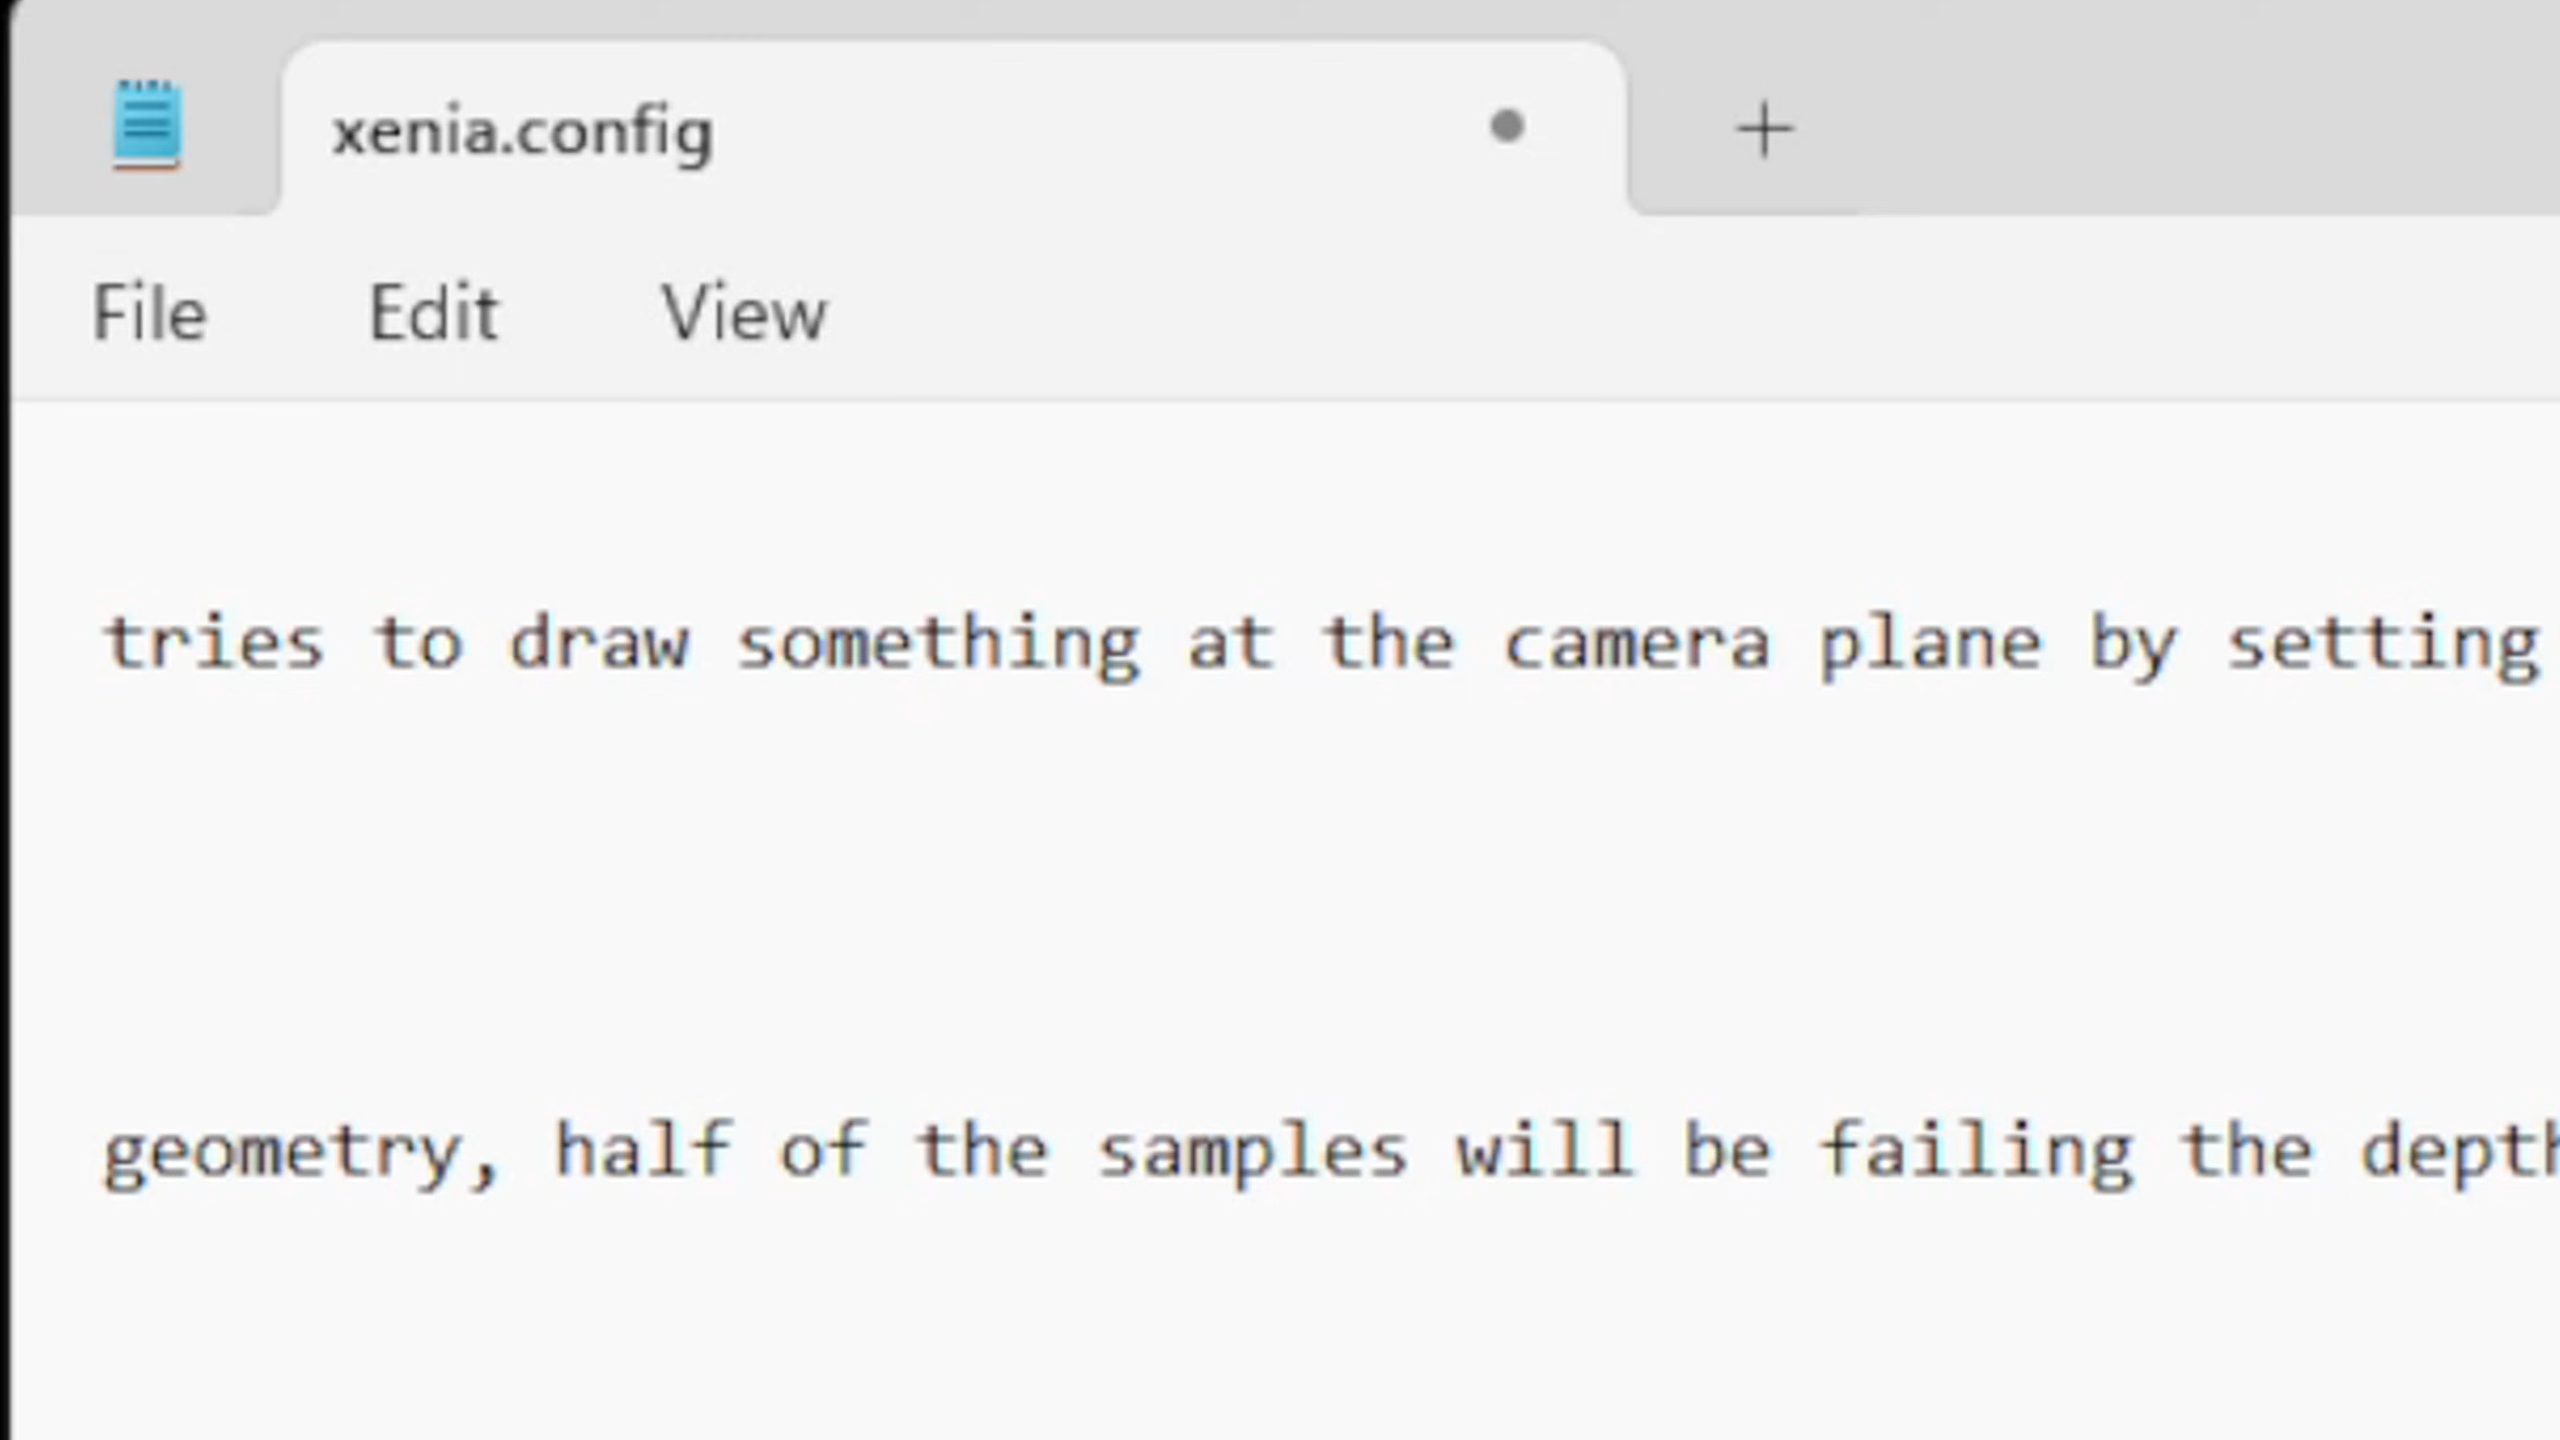 xenia.config
File Edit View
tries to draw something at the camera plane by setting
geometry, half of the samples will be failing the depth